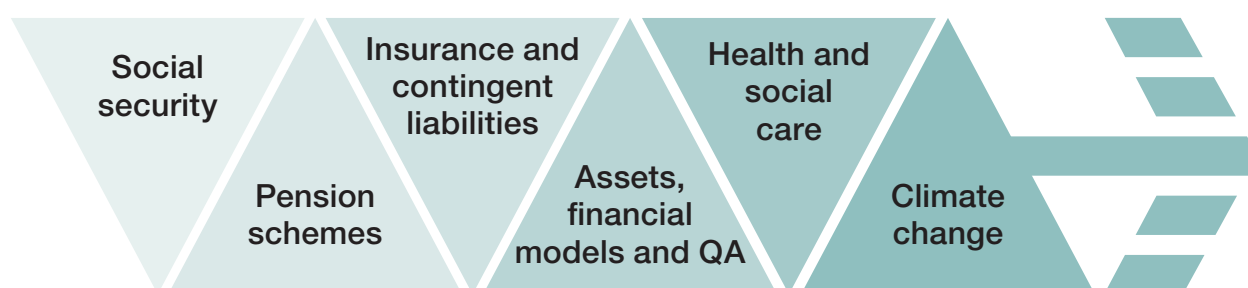 Social
security
Pension
schemes
Insurance and
contingent
liabilities
Assets,
financial
models and QA
Health and
social
care
Climate
change